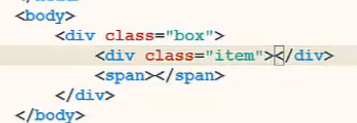 <body>
<div class="box">
<div class="item"></div>
<span></span>
</div>
</body>